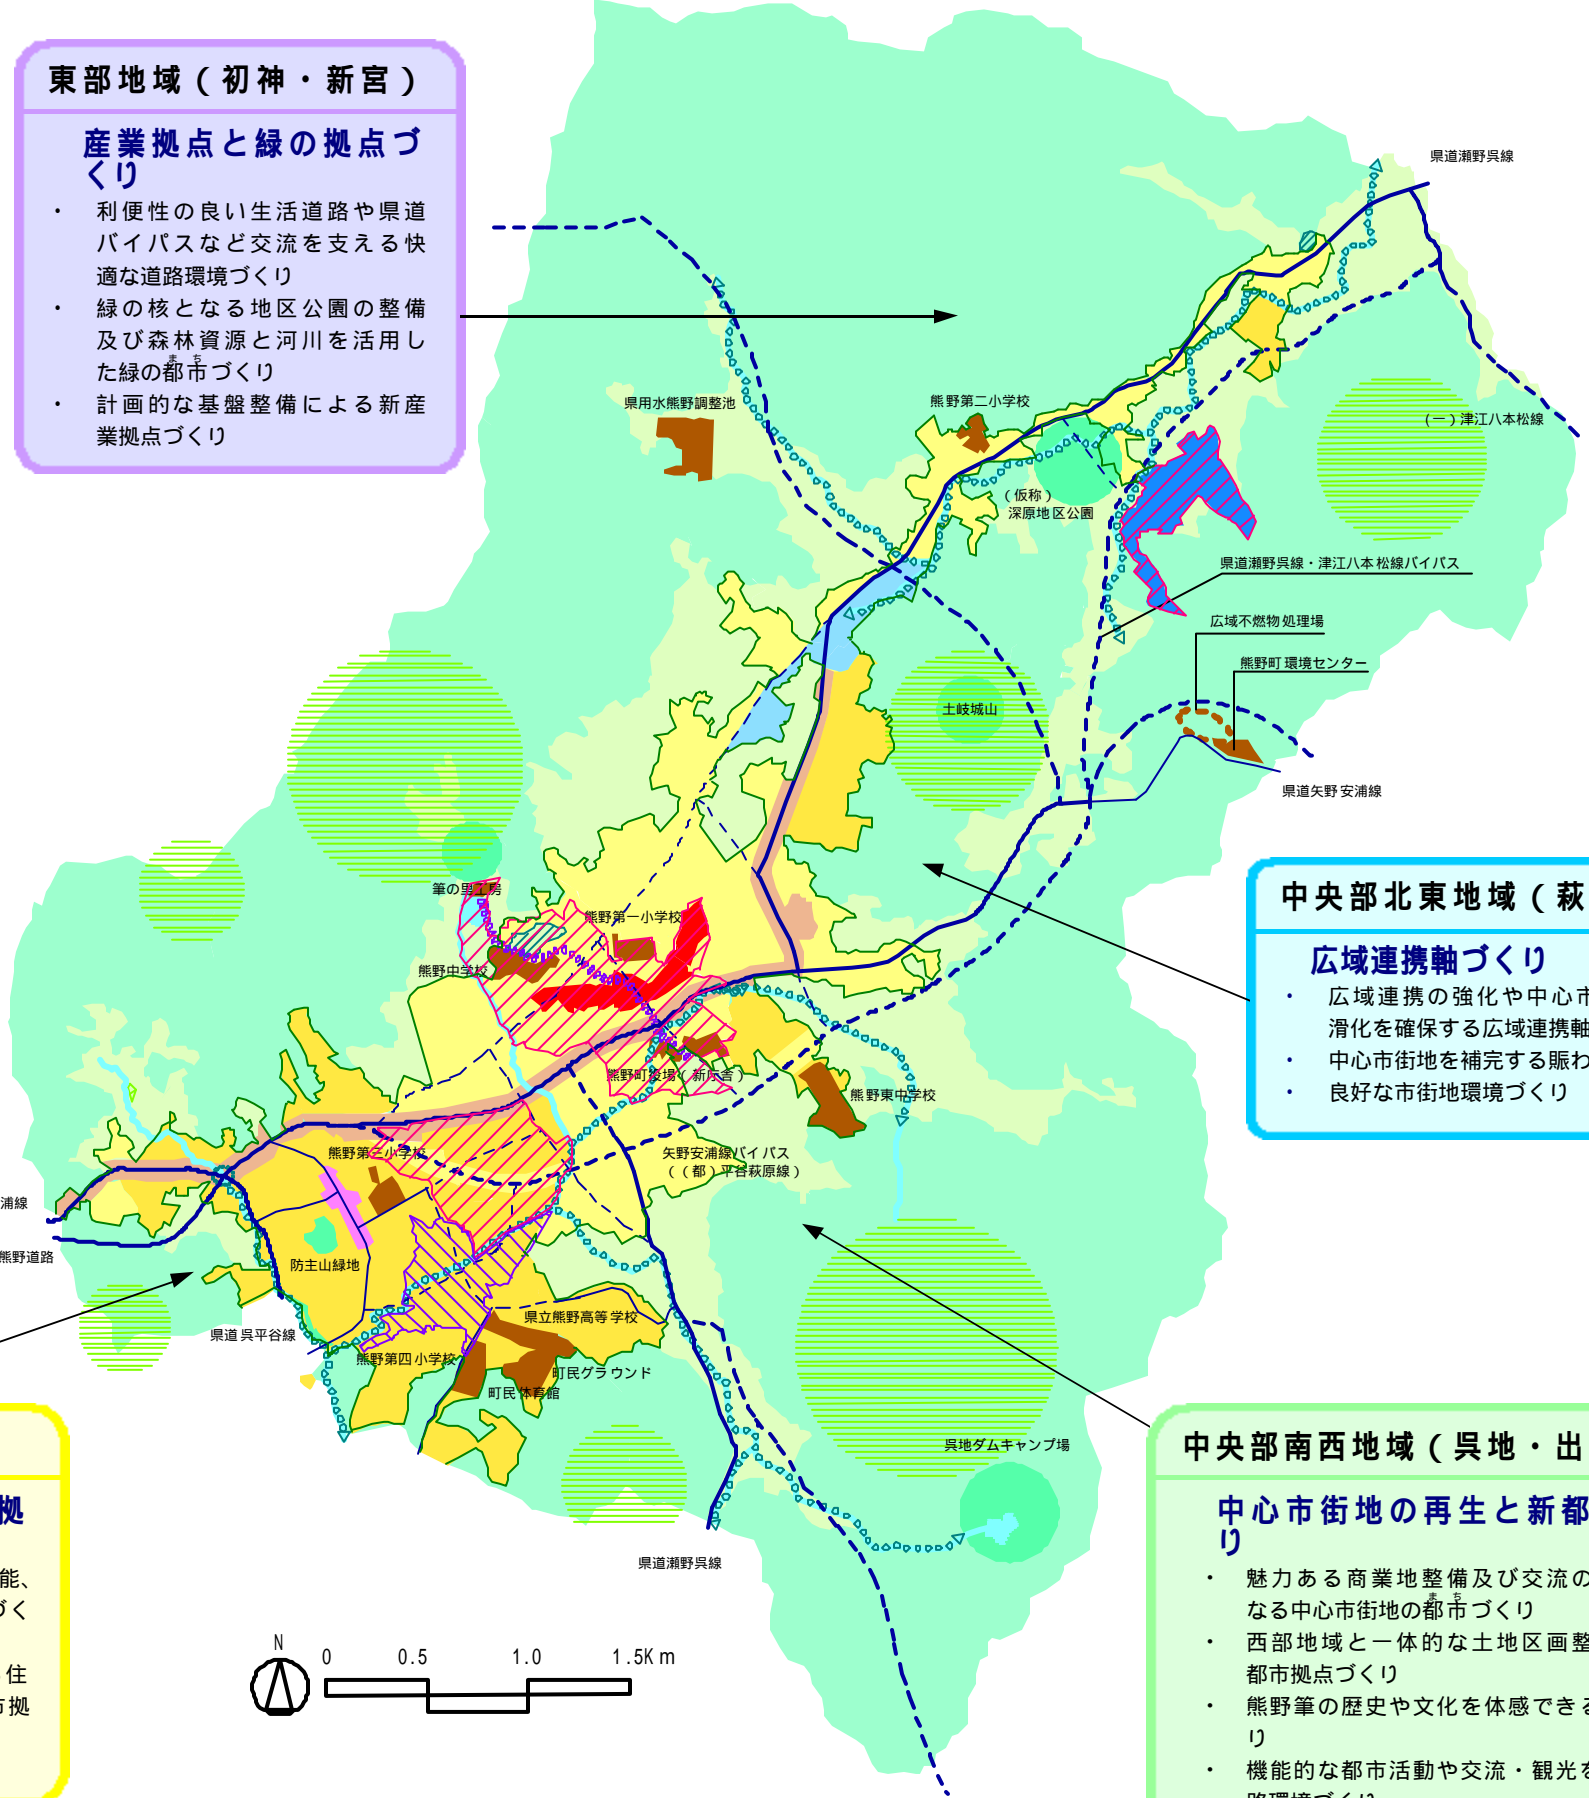 東部地域（初神・新宮）
産業拠点と緑の拠点づ
くり
・ 利便性の良い生活道路や県道
バイパスなど交流を支える快
適な道路環境づくり
・ 緑の核となる地区公園の整備
及び森林資源と河川を活用し
た緑の都市づくり
まち
・ 計画的な基盤整備による新産
業拠点づくり
県道瀬野呉線
県用水熊野調整池
熊野第二小学校
（一）津江八本松線
（仮称）
深原地区公園
県道瀬野呉線・津江八本松線バイパス
広域不燃物処理場
熊野町環境センター
土岐城山
県道矢野安浦線
筆の里工房
熊野第一小学校
熊野中学校
熊野町役場（新庁舎）
熊野東中学校
熊野第三小学校
矢野安浦線バイパス
（（都）平谷萩原線）
浦線
熊野道路
防主山緑地
県道呉平谷線
県立熊野高等学校
熊野第四小学校
町民グラウンド
町民体育館
呉地ダムキャンプ場
県道瀬野呉線
中央部北東地域（萩
広域連携軸づくり
・ 広域連携の強化や中心市
滑化を確保する広域連携軸
・ 中心市街地を補完する賑わ
・ 良好な市街地環境づくり
中央部南西地域（呉地・出
中心市街地の再生と新都
り
・ 魅力ある商業地整備及び交流の
なる中心市街地の都市づくり
まち
・ 西部地域と一体的な土地区画整
都市拠点づくり
・ 熊野筆の歴史や文化を体感できる
り
・ 機能的な都市活動や交流・観光を
路環境づくり
拠
能、
づく
住
市拠
N
0 0.5 1.0 1.5Km